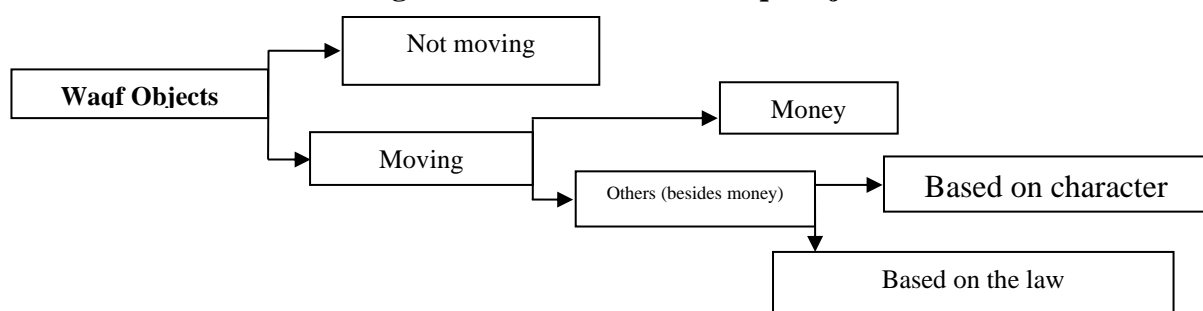 Not moving
Waqf Objects
Money
Moving
Others (besides money)
Based on character
Based on the law